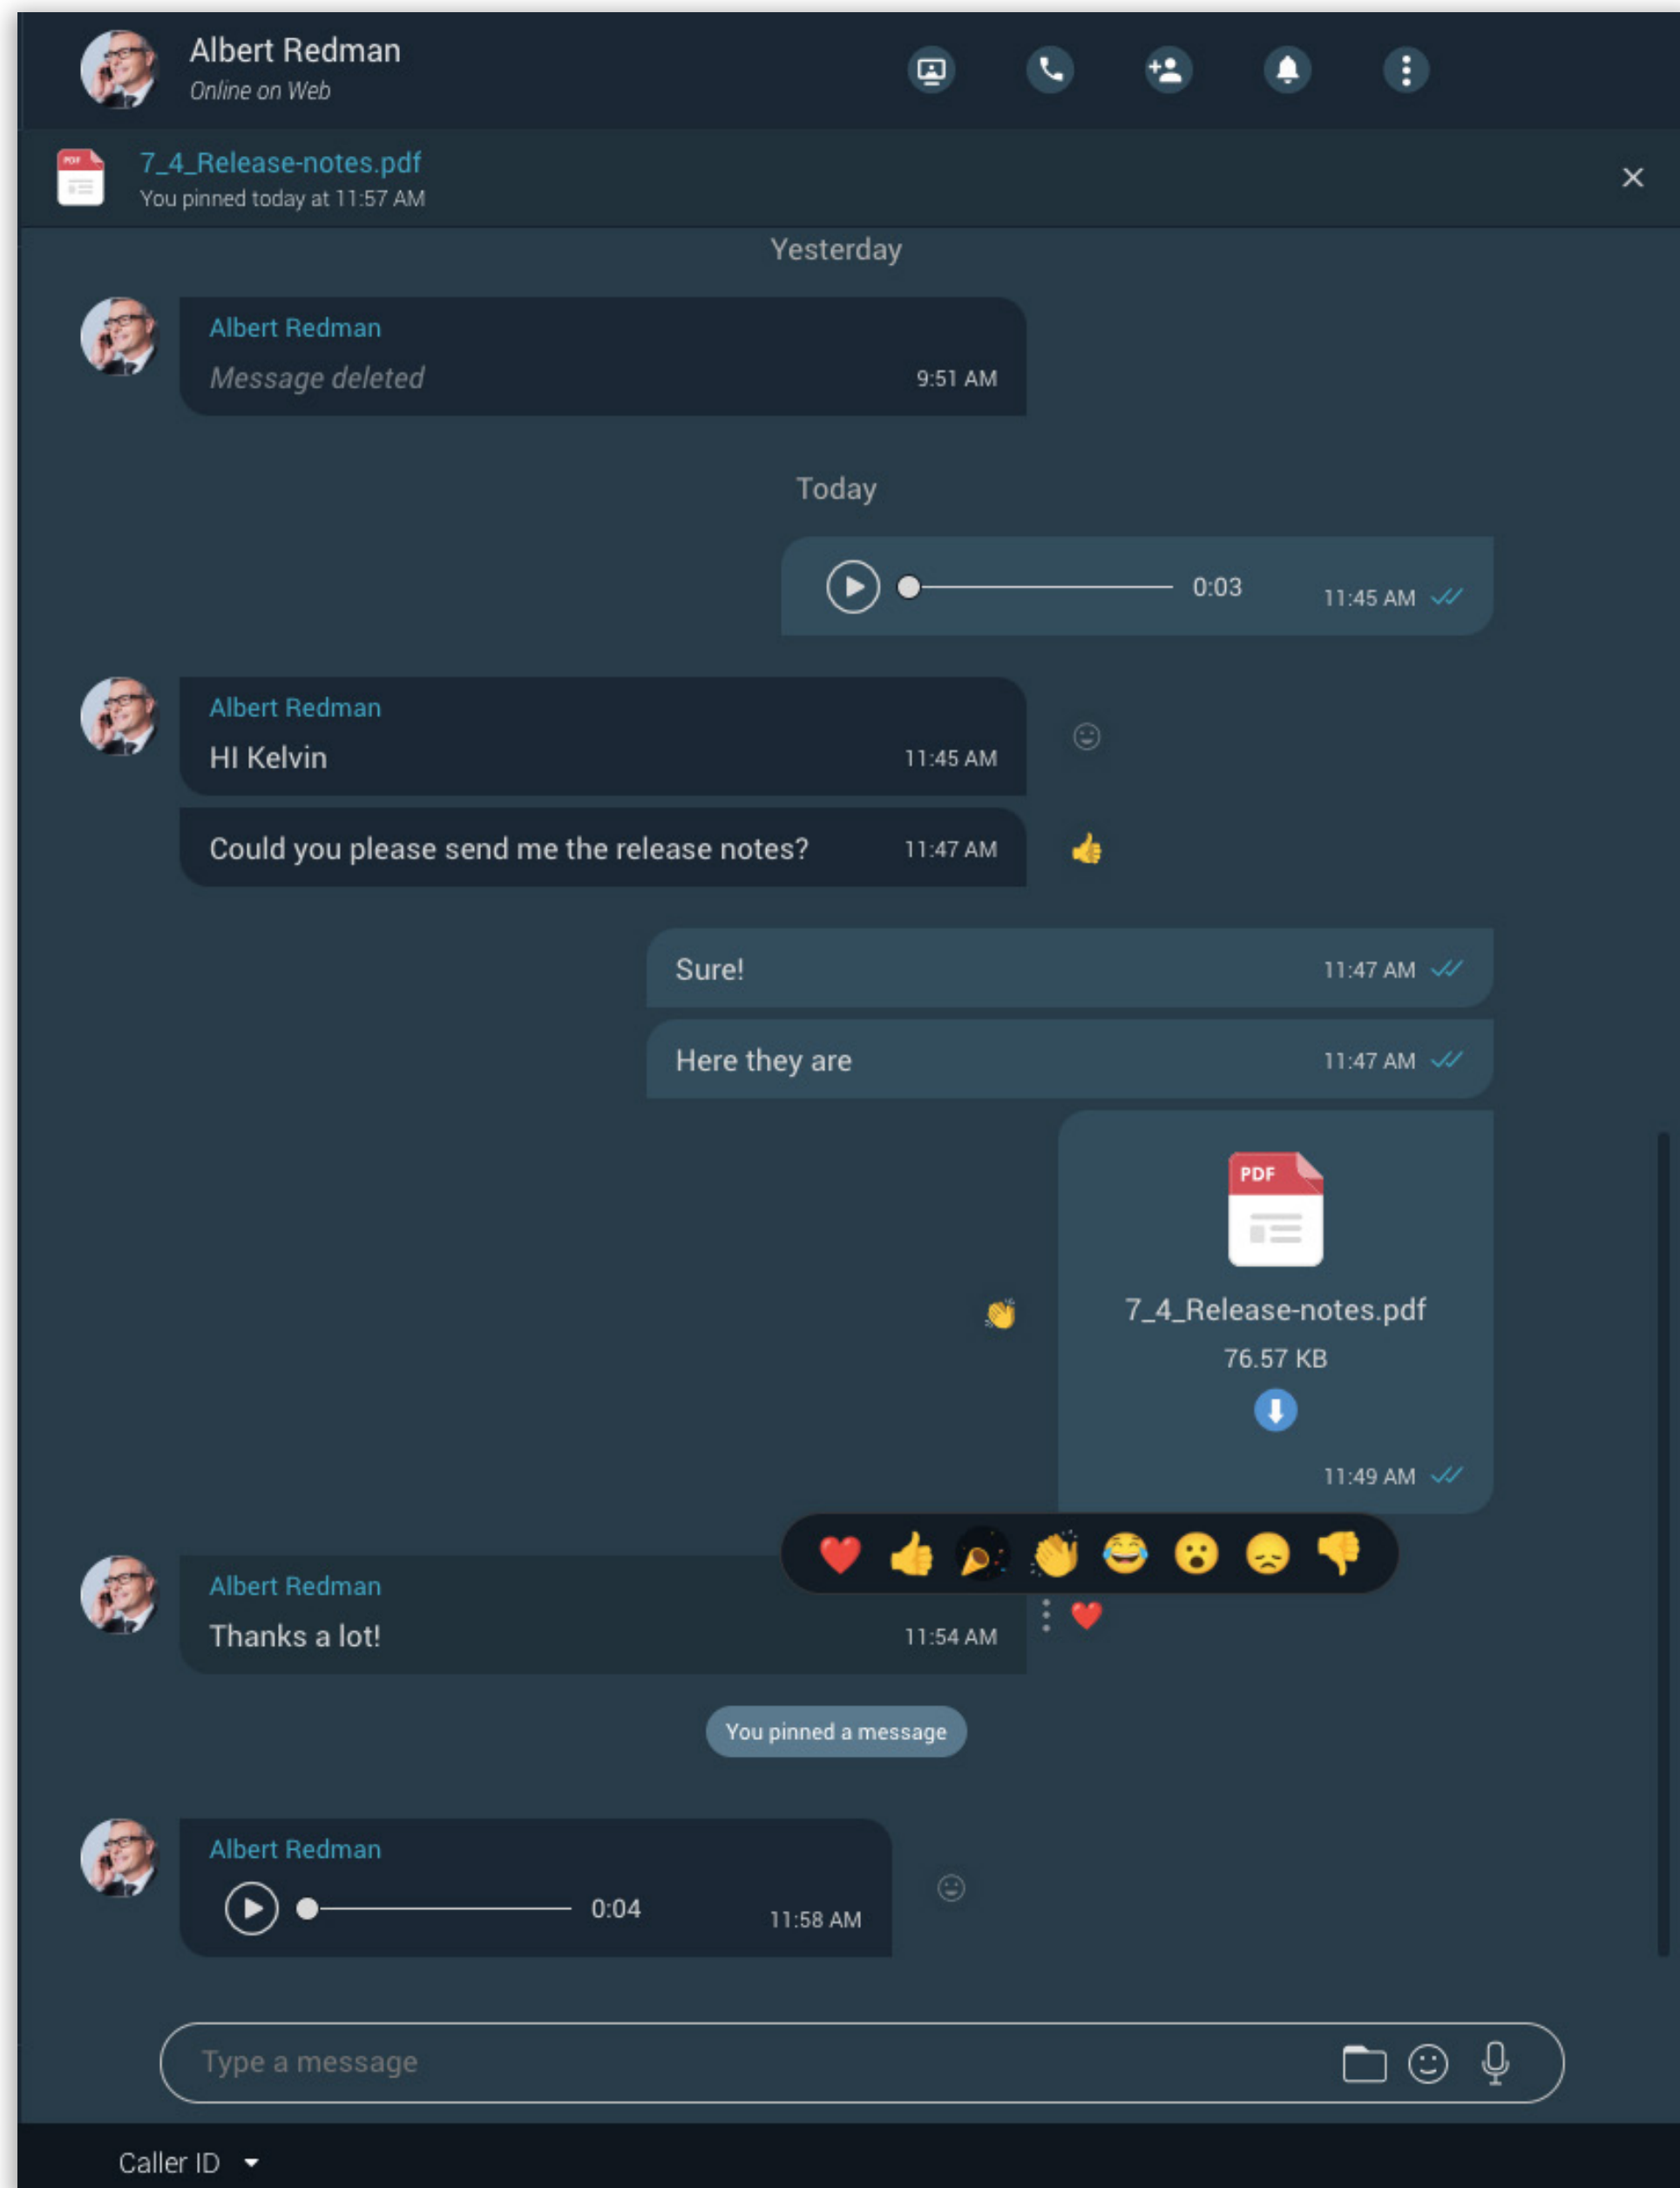 Albert Redman
Online on Web
PDF
7_4_Release-notes.pdf
You pinned today at 11:57 AM
Yesterday
Albert Redman
Message deleted 9:51 AM
Today
0:03 11:45 AM
Albert Redman
HI Kelvin 11:45 AM
Could you please send me the release notes? 11:47 AM
Sure! 11:47 AM
Here they are 11:47 AM
PDF
7_4_Release-notes.pdf
76.57 KB
11:49 AM
Albert Redman
Thanks a lot! 11:54 AM
You pinned a message
Albert Redman
0:04 11:58 AM
Type a message
Caller ID